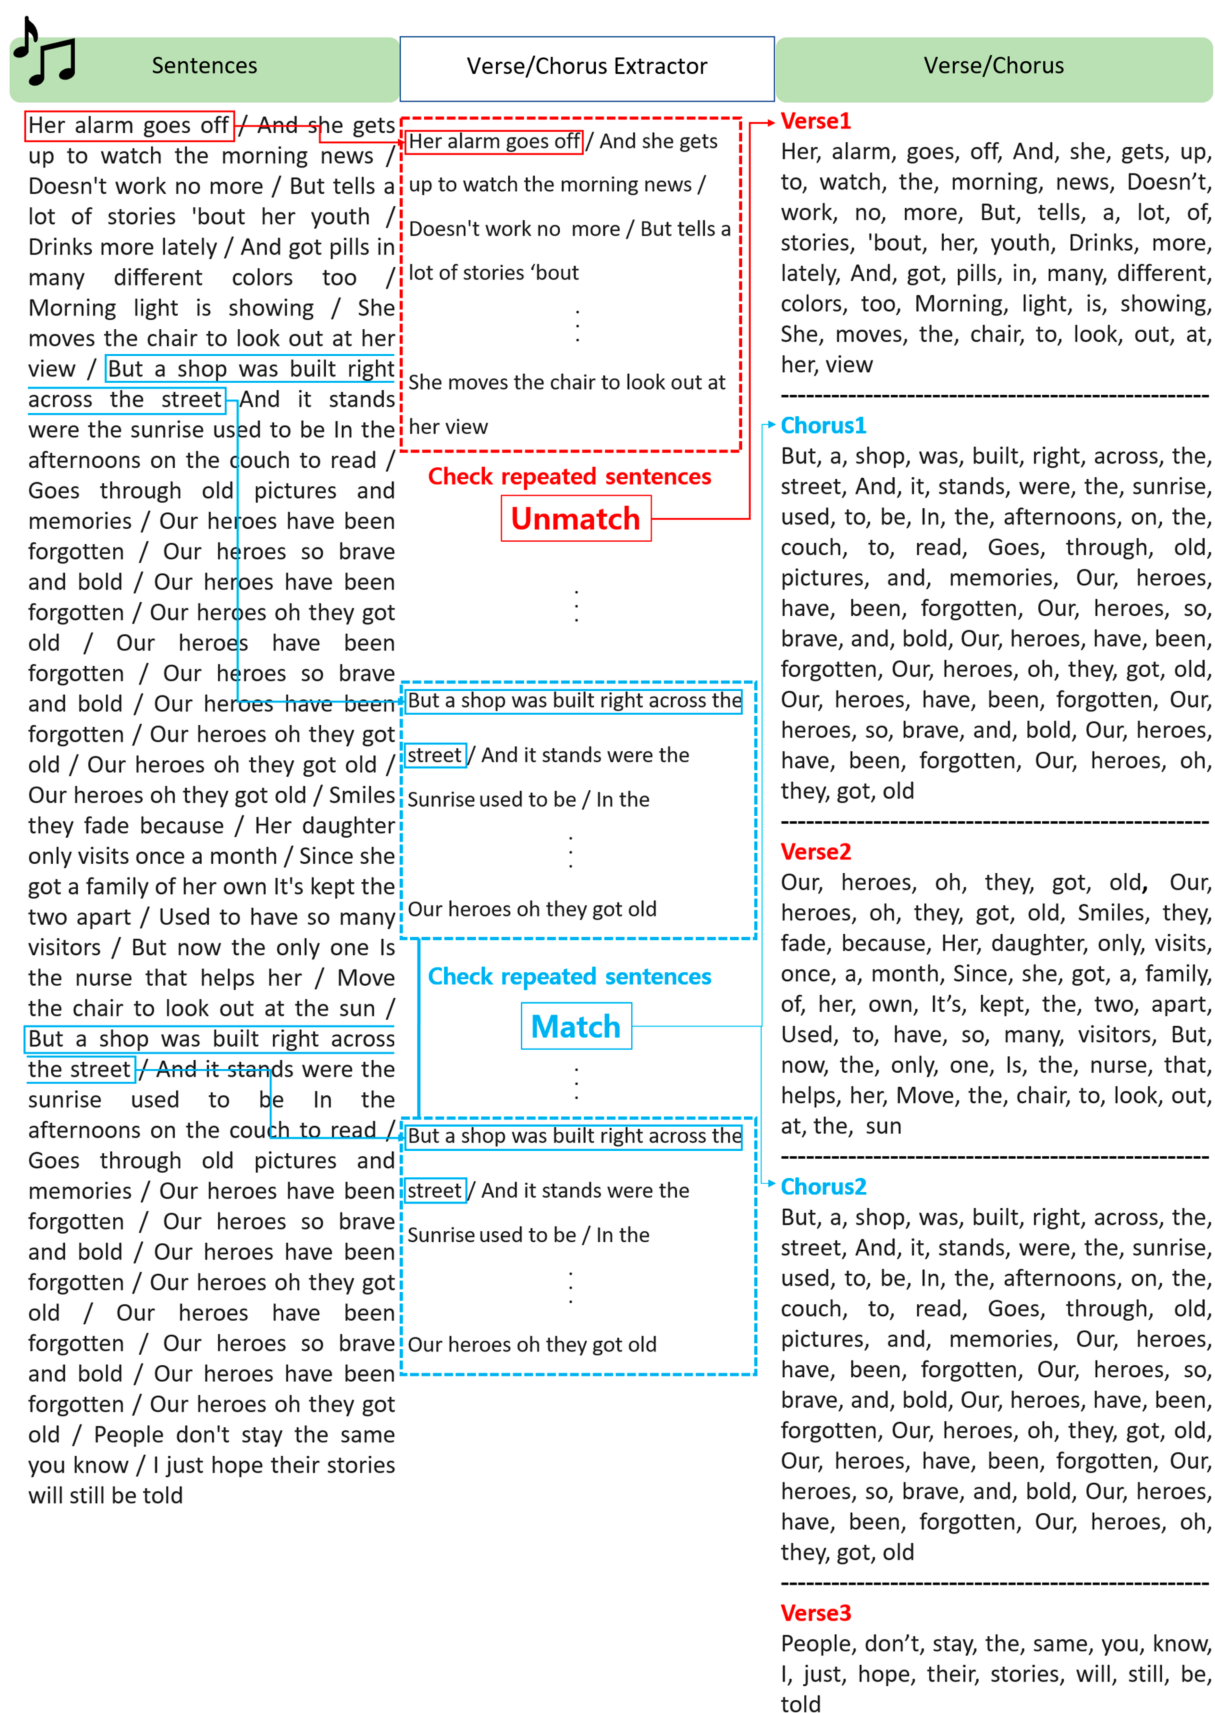 Sentences
Her alarm goes off / And she gets
up to watch the morning news /
Doesn't work no more / But tells a
lot of stories 'bout her youth /
Drinks more lately / And got pills in
many different colors too /
Morning light is showing / She
moves the chair to look out at her
view / But a shop was built right
across the street And it stands
were the sunrise used to be In the
afternoons on the couch to read /
Goes through old pictures and
memories / Our heroes have been
forgotten / Our heroes so brave
and bold / Our heroes have been
forgotten / Our heroes oh they got
old / Our heroes have been
forgotten / Our heroes so brave
and bold / Our heroes have been
forgotten / Our heroes oh they got
old / Our heroes oh they got old /
Our heroes oh they got old / Smiles
they fade because / Her daughter
only visits once a month / Since she
got a family of her own It's kept the
two apart / Used to have so many
visitors / But now the only one Is
the nurse that helps her / Move
the chair to look out at the sun /
But a shop was built right across
the street / And it stands were the
sunrise used to be In the
afternoons on the couch to read /
Goes through old pictures and
memories / Our heroes have been
forgotten / Our heroes so brave
and bold / Our heroes have been
forgotten / Our heroes oh they got
old / Our heroes have been
forgotten / Our heroes so brave
and bold / Our heroes have been
forgotten / Our heroes oh they got
old / People don't stay the same
you know / I just hope their stories
will still be told
Verse/Chorus Extractor
Her alarm goes off / And she gets
up to watch the morning news /
Doesn't work no more / But tells a
lot of stories ‘bout
She moves the chair to look out at
her view
Check repeated sentences
Unmatch
But a shop was built right across the
street / And it stands were the
Sunrise used to be / In the
Our heroes oh they got old
Check repeated sentences
Match
But a shop was built right across the
street / And it stands were the
Sunrise used to be / In the
Our heroes oh they got old
Verse/Chorus
Verse1
Her, alarm, goes, off, And, she, gets, up,
to, watch, the, morning, news, Doesn’t,
work, no, more, But, tells, a, lot, of,
stories, 'bout, her, youth, Drinks, more,
lately, And, got, pills, in, many, different,
colors, too, Morning, light, is, showing,
She, moves, the, chair, to, look, out, at,
her, view
Chorus1
But, a, shop, was, built, right, across, the,
street, And, it, stands, were, the, sunrise,
used, to, be, In, the, afternoons, on, the,
couch, to, read, Goes, through, old,
pictures, and, memories, Our, heroes,
have, been, forgotten, Our, heroes, so,
brave, and, bold, Our, heroes, have, been,
forgotten, Our, heroes, oh, they, got, old,
Our, heroes, have, been, forgotten, Our,
heroes, so, brave, and, bold, Our, heroes,
have, been, forgotten, Our, heroes, oh,
they, got, old
Verse2
Our, heroes, oh, they, got, old, Our,
heroes, oh, they, got, old, Smiles, they,
fade, because, Her, daughter, only, visits,
once, a, month, Since, she, got, a, family,
of, her, own, It’s, kept, the, two, apart,
Used, to, have, so, many, visitors, But,
now, the, only, one, Is, the, nurse, that,
helps, her, Move, the, chair, to, look, out,
at, the, sun
Chorus2
But, a, shop, was, built, right, across, the,
street, And, it, stands, were, the, sunrise,
used, to, be, In, the, afternoons, on, the,
couch, to, read, Goes, through, old,
pictures, and, memories, Our, heroes,
have, been, forgotten, Our, heroes, so,
brave, and, bold, Our, heroes, have, been,
forgotten, Our, heroes, oh, they, got, old,
Our, heroes, have, been, forgotten, Our,
heroes, so, brave, and, bold, Our, heroes,
have, been, forgotten, Our, heroes, oh,
they, got, old
Verse3
People, don’t, stay, the, same, you, know,
I, just, hope, their, stories, will, still, be,
told